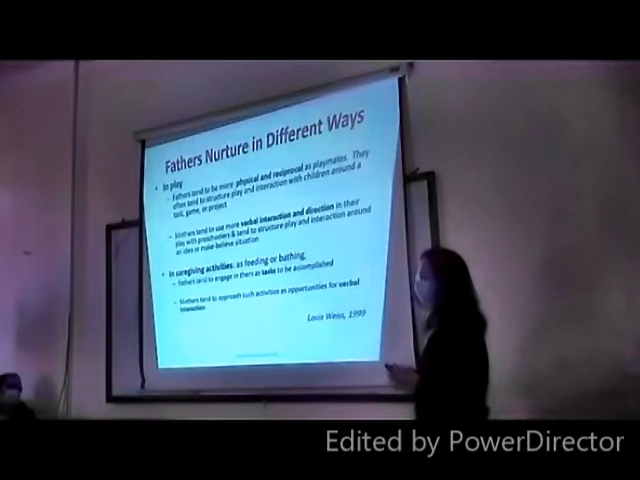 Fathers Nurture in Different Ways
• In play
– Fathers tend to be more physical and reciprocal as playmates. They
often tend to structure play and interaction with children around a
task, game, or project
– Mothers tend to use more verbal interaction and direction in their
play with preschoolers & tend to structure play and interaction around
an idea or make-believe situation
• In caregiving activities: as feeding or bathing,
– Fathers tend to engage in them as tasks to be accomplished
– Mothers tend to approach such activities as opportunities for verbal
interaction
Weiss, 1999
Edited by PowerDirector